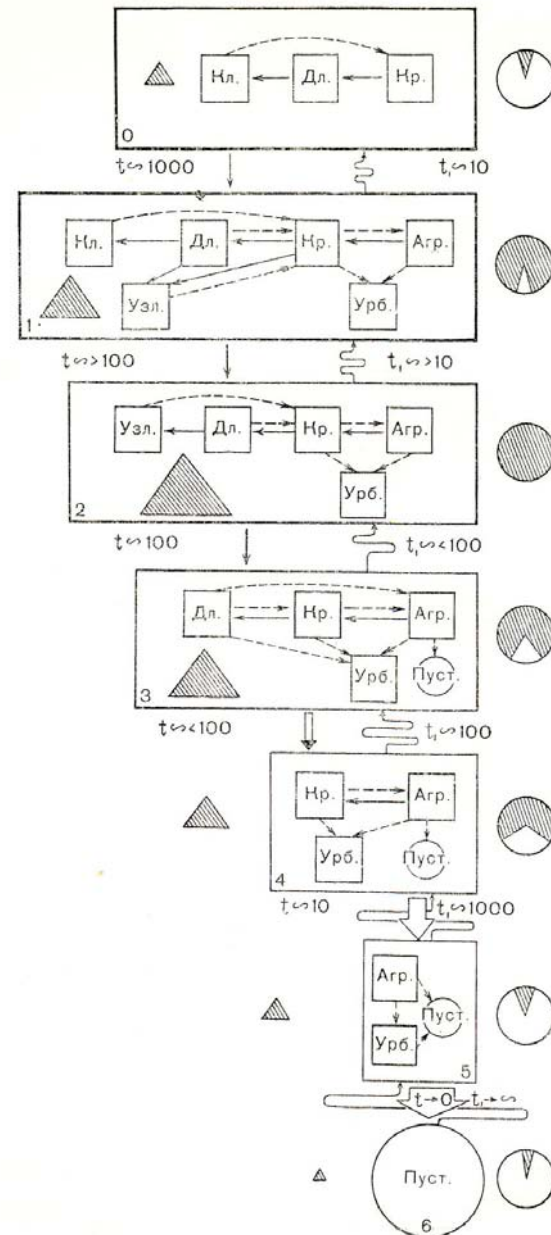 Кл. Дл. Кр.
0
t∽1000 t₁∽10
Кл. Дл. Кр. Агр.
Узл. Урб.
1
t∽>100 t₁∽>10
Узл. Дл. Кр. Агр.
Урб.
2
t∽100 t₁∽<100
Дл. Кр. Агр.
Урб. Пуст.
3
t∽<100 t₁∽100
Кр. Агр.
Урб. Пуст.
4
t∽10 t₁∽1000
Агр.
Пуст.
Урб.
5
t→0 t₁→∽
Пуст.
6